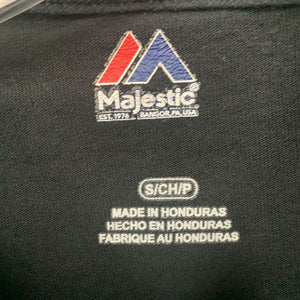 Majestic®
EST. 1976 BANGOR, PA, USA
S/CH/P
MADE IN HONDURAS
HECHO EN HONDURAS
FABRIQUE AU HONDURAS